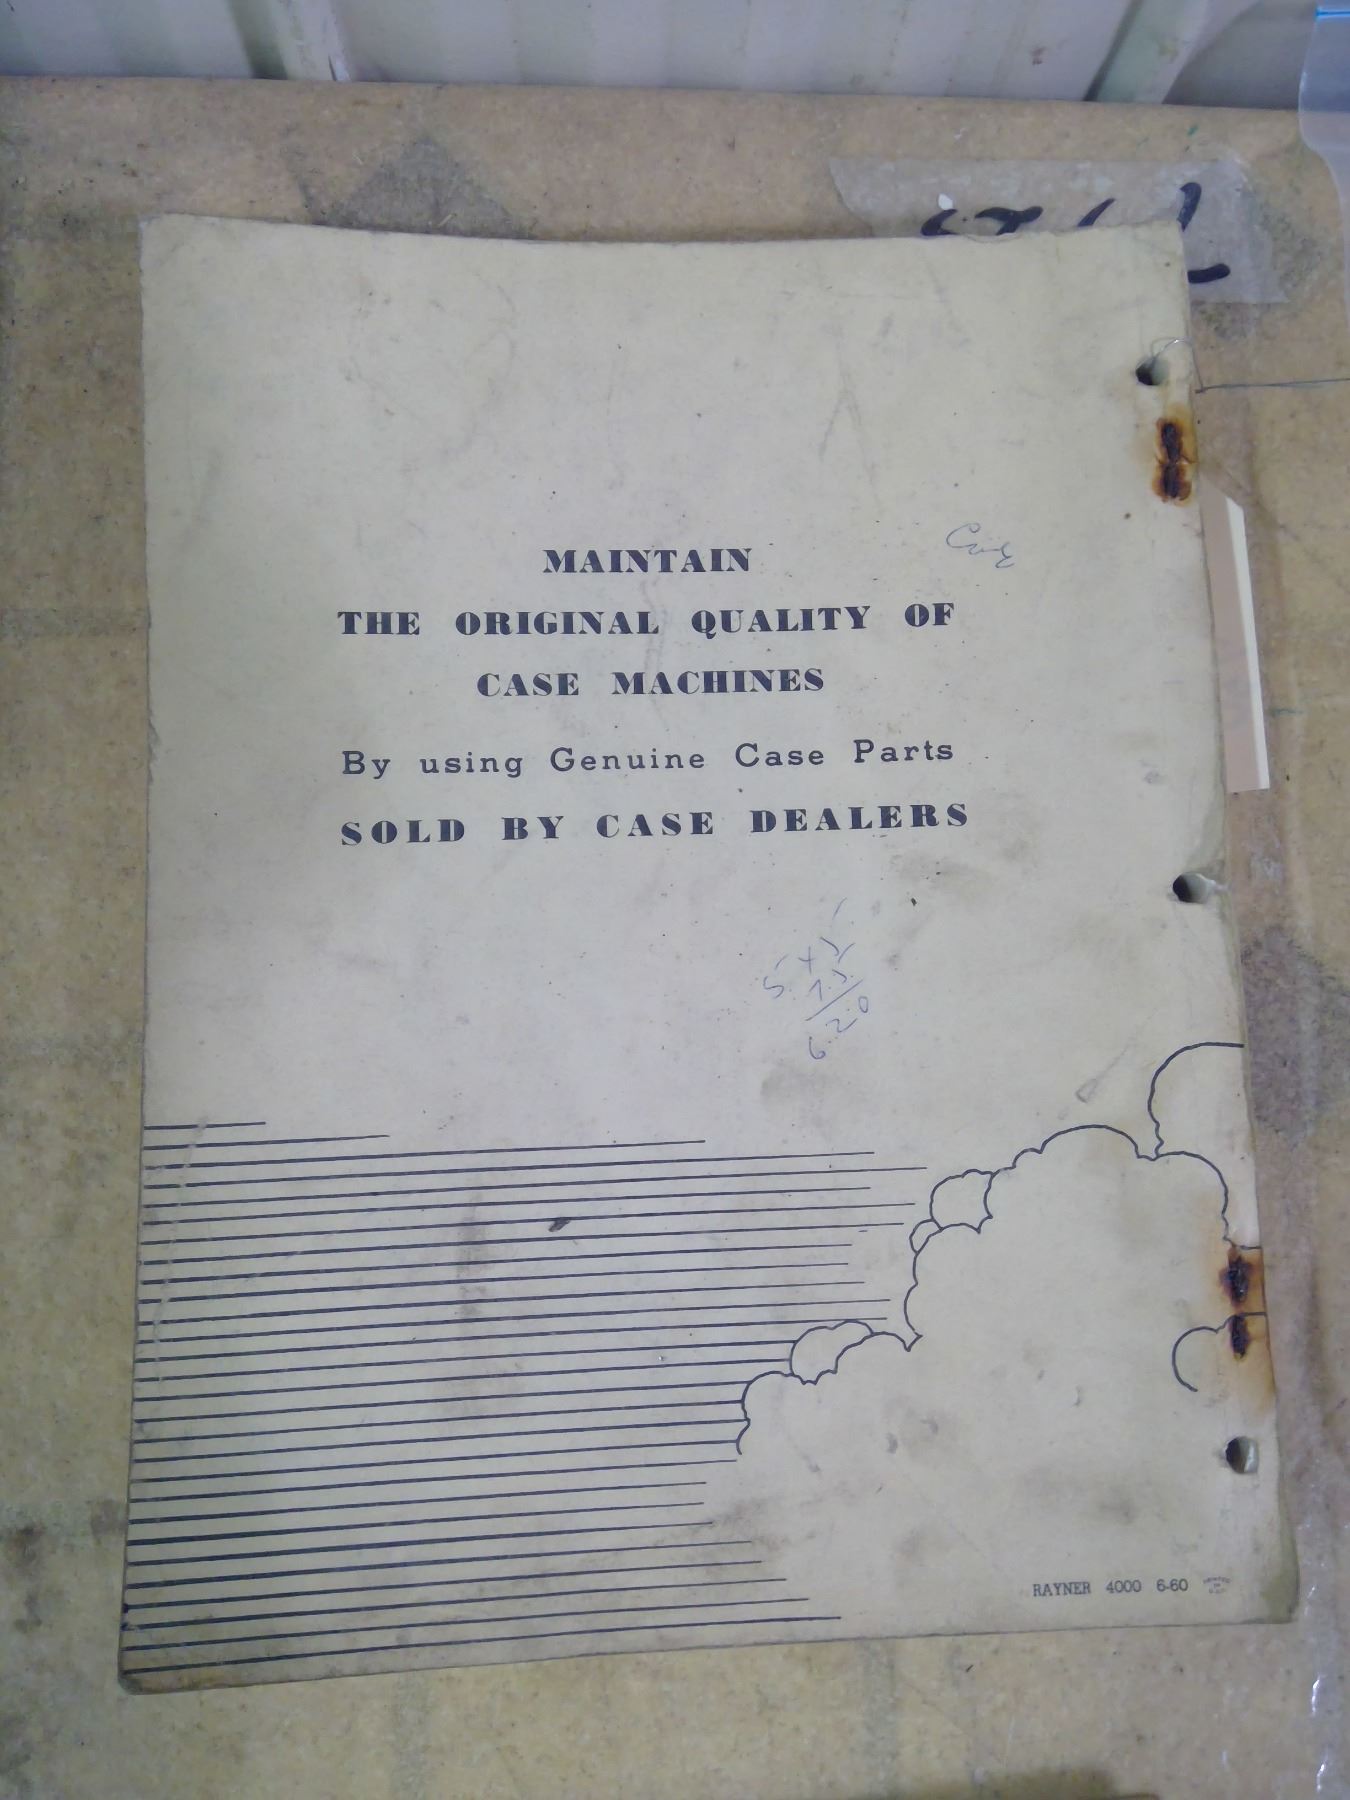 MAINTAIN
THE ORIGINAL QUALITY OF
CASE MACHINES
By using Genuine Case Parts
SOLD BY CASE DEALERS
RAYNER 4000 6-60